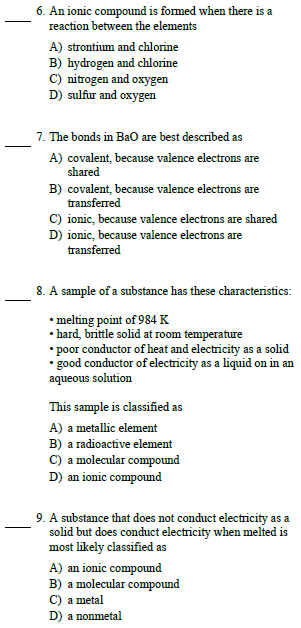 6. An ionic compound is formed when there is a
reaction between the elements
A) strontium and chlorine
B) hydrogen and chlorine
C) nitrogen and oxygen
D) sulfur and oxygen
7. The bonds in BaO are best described as
A) covalent, because valence electrons are
shared
B) covalent, because valence electrons are
transferred
C) ionic, because valence electrons are shared
D) ionic, because valence electrons are
transferred
8. A sample of a substance has these characteristics:
• melting point of 984 K
• hard, brittle solid at room temperature
• poor conductor of heat and electricity as a solid
• good conductor of electricity as a liquid on in an
aqueous solution
This sample is classified as
A) a metallic element
B) a radioactive element
C) a molecular compound
D) an ionic compound
9. A substance that does not conduct electricity as a
solid but does conduct electricity when melted is
most likely classified as
A) an ionic compound
B) a molecular compound
C) a metal
D) a nonmetal